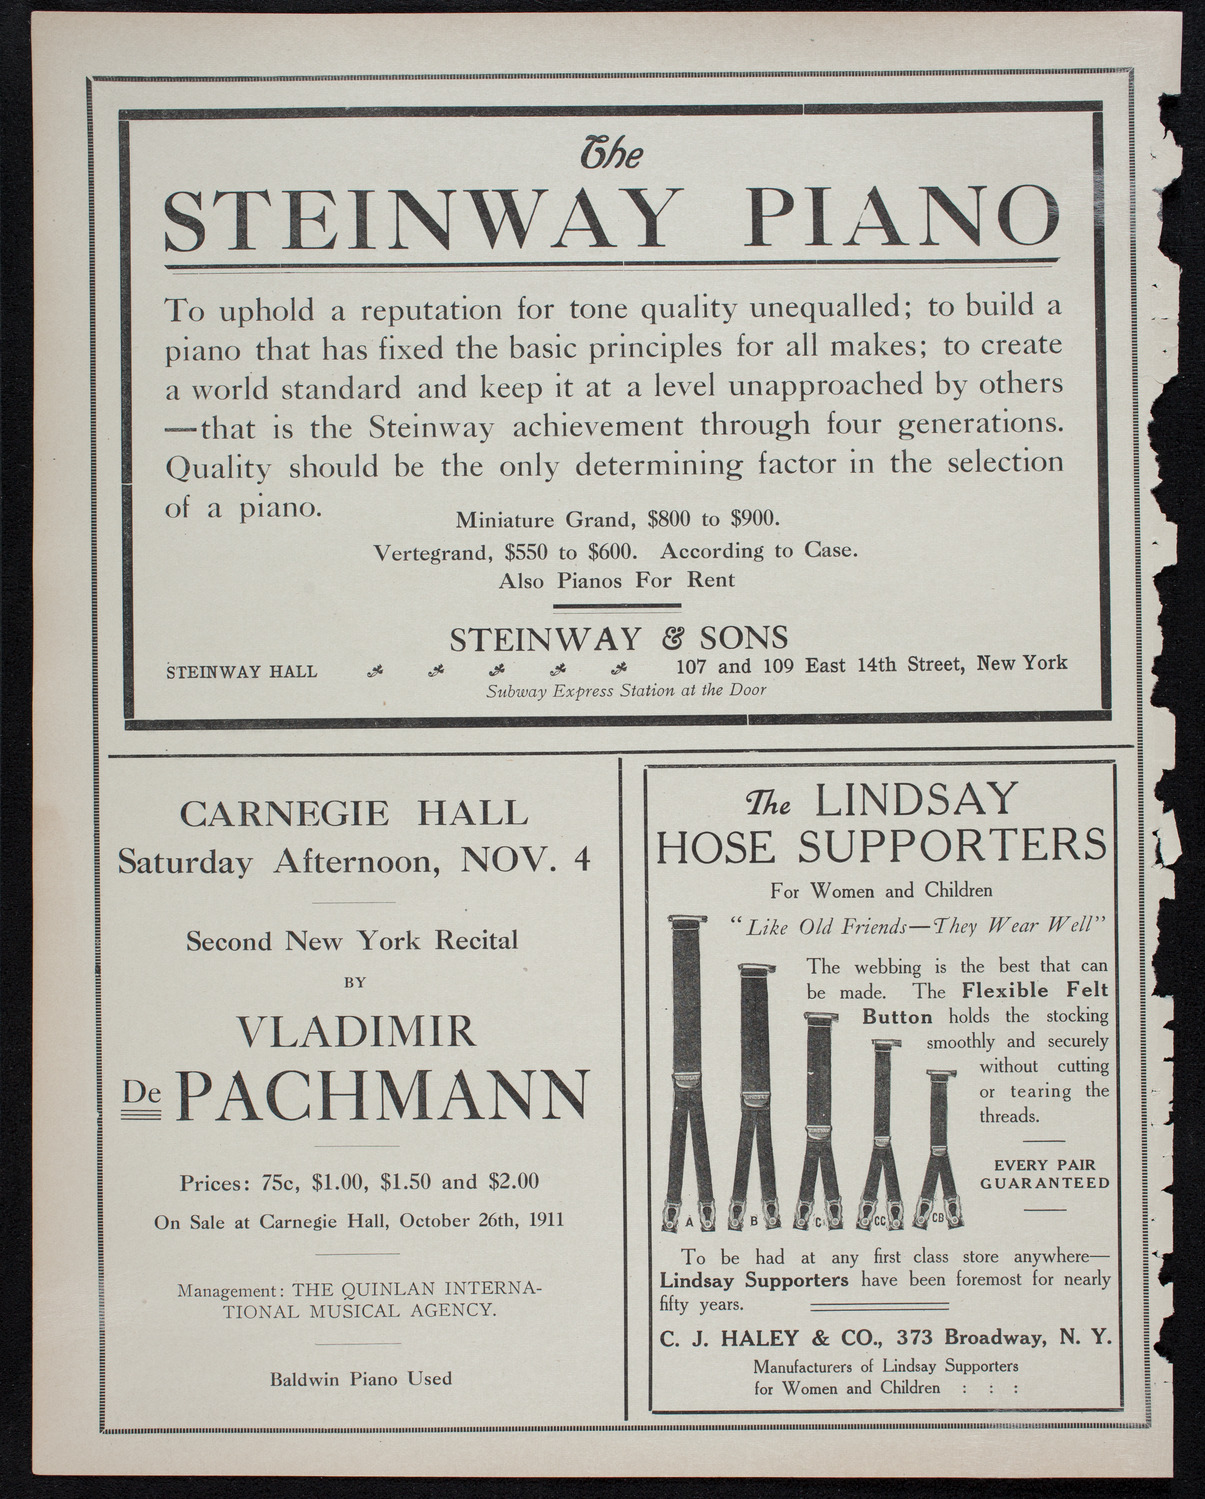 The
STEINWAY PIANO
To uphold a reputation for tone quality unequalled; to build a
piano that has fixed the basic principles for all makes; to create
a world standard and keep it at a level unapproached by others
—that is the Steinway achievement through four generations.
Quality should be the only determining factor in the selection
of a piano.
Miniature Grand, $800 to $900.
Vertegrand, $550 to $600. According to Case.
Also Pianos For Rent
STEINWAY & SONS
STEINWAY HALL 107 and 109 East 14th Street, New York
Subway Express Station at the Door
CARNEGIE HALL
Saturday Afternoon, NOV. 4
Second New York Recital
BY
VLADIMIR
De PACHMANN
Prices: 75c, $1.00, $1.50 and $2.00
On Sale at Carnegie Hall, October 26th, 1911
Management: THE QUINLAN INTERNA-
TIONAL MUSICAL AGENCY.
Baldwin Piano Used
The LINDSAY
HOSE SUPPORTERS
For Women and Children
"Like Old Friends—They Wear Well"
The webbing is the best that can
be made. The Flexible Felt
Button holds the stocking
smoothly and securely
without cutting
or tearing the
threads.
EVERY PAIR
GUARANTEED
A B C CC CB
To be had at any first class store anywhere—
Lindsay Supporters have been foremost for nearly
fifty years.
C. J. HALEY & CO., 373 Broadway, N. Y.
Manufacturers of Lindsay Supporters
for Women and Children : : :